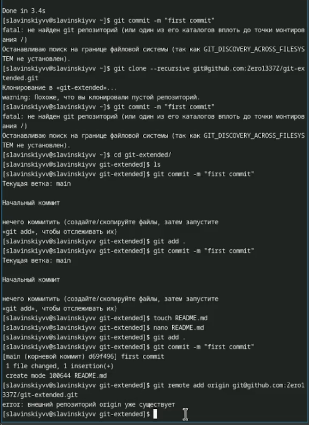 Done in 3.4s
[slavinskiyvv@slavinskiyvv ~]$ git commit -m "first commit"
fatal: не найден git репозиторий (или один из его каталогов вплоть до точки монтиров
ания /)
Останавливаю поиск на границе файловой системы (так как GIT_DISCOVERY_ACROSS_FILESYS
TEM не установлен).
[slavinskiyvv@slavinskiyvv ~]$ git clone --recursive git@github.com:Zero1337Z/git-ex
tended.git
Клонирование в «git-extended»...
warning: Похоже, что вы клонировали пустой репозиторий.
[slavinskiyvv@slavinskiyvv ~]$ git commit -m "first commit"
fatal: не найден git репозиторий (или один из его каталогов вплоть до точки монтиров
ания /)
Останавливаю поиск на границе файловой системы (так как GIT_DISCOVERY_ACROSS_FILESYS
TEM не установлен).
[slavinskiyvv@slavinskiyvv ~]$ cd git-extended/
[slavinskiyvv@slavinskiyvv git-extended]$ ls
[slavinskiyvv@slavinskiyvv git-extended]$ git commit -m "first commit"
Текущая ветка: main
Начальный коммит
нечего коммитить (создайте/скопируйте файлы, затем запустите
«git add», чтобы отслеживать их)
[slavinskiyvv@slavinskiyvv git-extended]$ git add .
[slavinskiyvv@slavinskiyvv git-extended]$ git commit -m "first commit"
Текущая ветка: main
Начальный коммит
нечего коммитить (создайте/скопируйте файлы, затем запустите
«git add», чтобы отслеживать их)
[slavinskiyvv@slavinskiyvv git-extended]$ touch README.md
[slavinskiyvv@slavinskiyvv git-extended]$ nano README.md
[slavinskiyvv@slavinskiyvv git-extended]$ git add .
[slavinskiyvv@slavinskiyvv git-extended]$ git commit -m "first commit"
[main (корневой коммит) d69f496] first commit
1 file changed, 1 insertion(+)
create mode 100644 README.md
[slavinskiyvv@slavinskiyvv git-extended]$ git remote add origin git@github.com:Zero1
337Z/git-extended.git
error: внешний репозиторий origin уже существует
[slavinskiyvv@slavinskiyvv git-extended]$